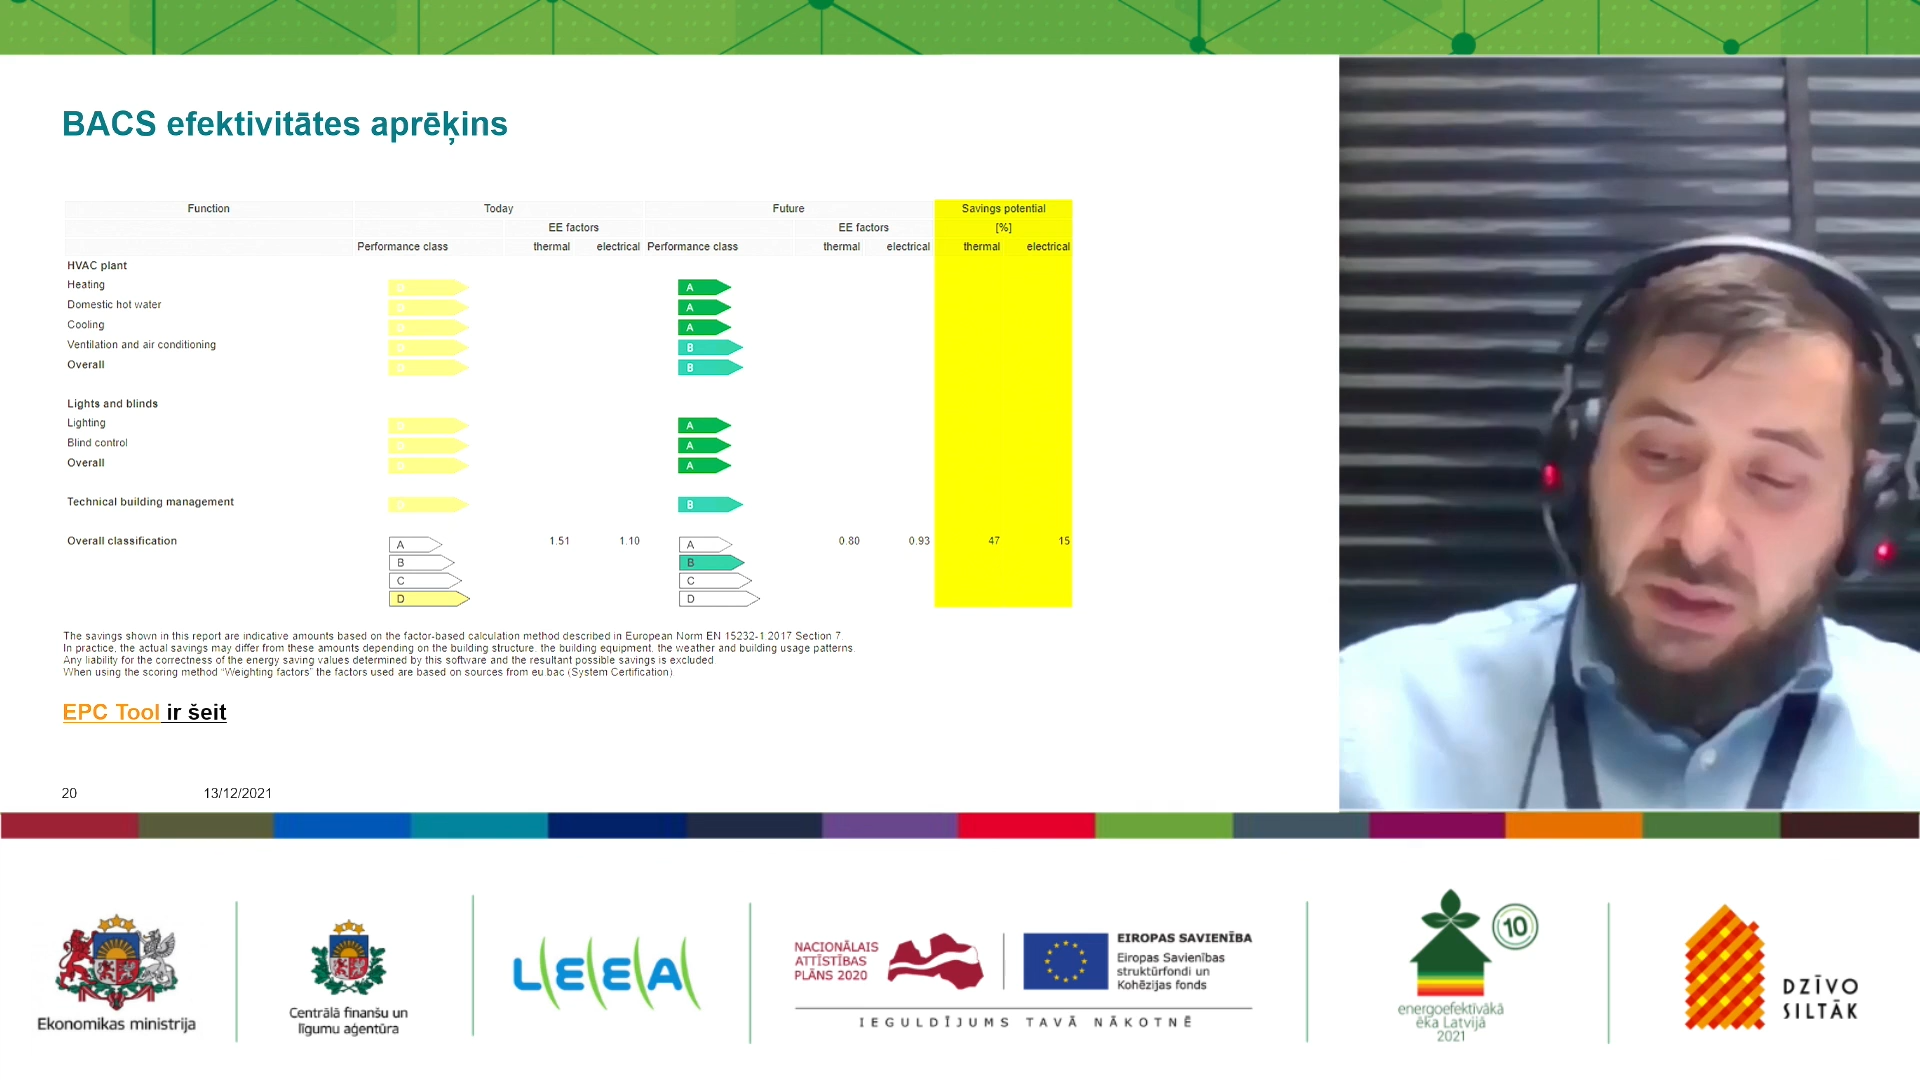 BACS efektivitātes aprēķins
Function Today Future Savings potential
EE factors EE factors [%]
Performance class thermal electrical Performance class thermal electrical thermal electrical
HVAC plant
Heating D A
Domestic hot water D A
Cooling D A
Ventilation and air conditioning D B
Overall D B
Lights and blinds
Lighting D A
Blind control D A
Overall D A
Technical building management D B
Overall classification A 1.51 1.10 A 0.80 0.93 47 15
B B
C C
D D
The savings shown in this report are indicative amounts based on the factor-based calculation method described in European Norm EN 15232-1:2017 Section 7.
In practice, the actual savings may differ from these amounts depending on the building structure, the building equipment, the weather and building usage patterns.
Any liability for the correctness of the energy saving values determined by this software and the resultant possible savings is excluded.
When using the scoring method "Weighting factors" the factors used are based on sources from eu.bac (System Certification)
EPC Tool ir šeit
20 13/12/2021
Ekonomikas ministrija
Centrālā finanšu un
līgumu aģentūra
LEEA
NACIONĀLAIS
ATTĪSTĪBAS
PLĀNS 2020
EIROPAS SAVIENĪBA
Eiropas Savienības
struktūrfondi un
Kohēzijas fonds
IEGULDĪJUMS TAVĀ NĀKOTNĒ
10
energoefektīvākā
ēka Latvijā
2021
DZĪVO
SILTĀK